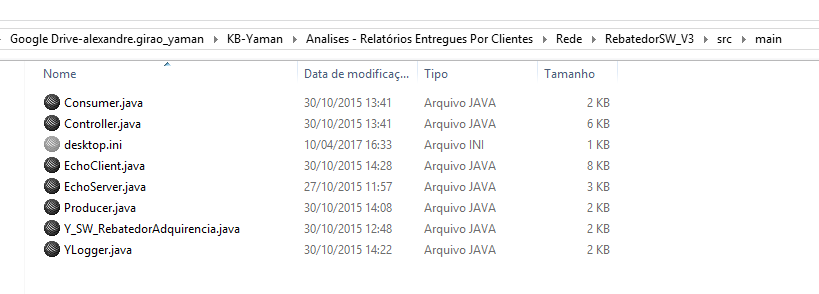 Google Drive-alexandre.girao_yaman > KB-Yaman > Analises - Relatórios Entregues Por Clientes > Rede > RebatedorSW_V3 > src > main
Nome Data de modificaç... Tipo Tamanho
Consumer.java 30/10/2015 13:41 Arquivo JAVA 2 KB
Controller.java 30/10/2015 13:41 Arquivo JAVA 6 KB
desktop.ini 10/04/2017 16:33 Arquivo INI 1 KB
EchoClient.java 30/10/2015 14:28 Arquivo JAVA 8 KB
EchoServer.java 27/10/2015 11:57 Arquivo JAVA 3 KB
Producer.java 30/10/2015 14:08 Arquivo JAVA 2 KB
Y_SW_RebatedorAdquirencia.java 30/10/2015 12:48 Arquivo JAVA 2 KB
YLogger.java 30/10/2015 14:22 Arquivo JAVA 2 KB